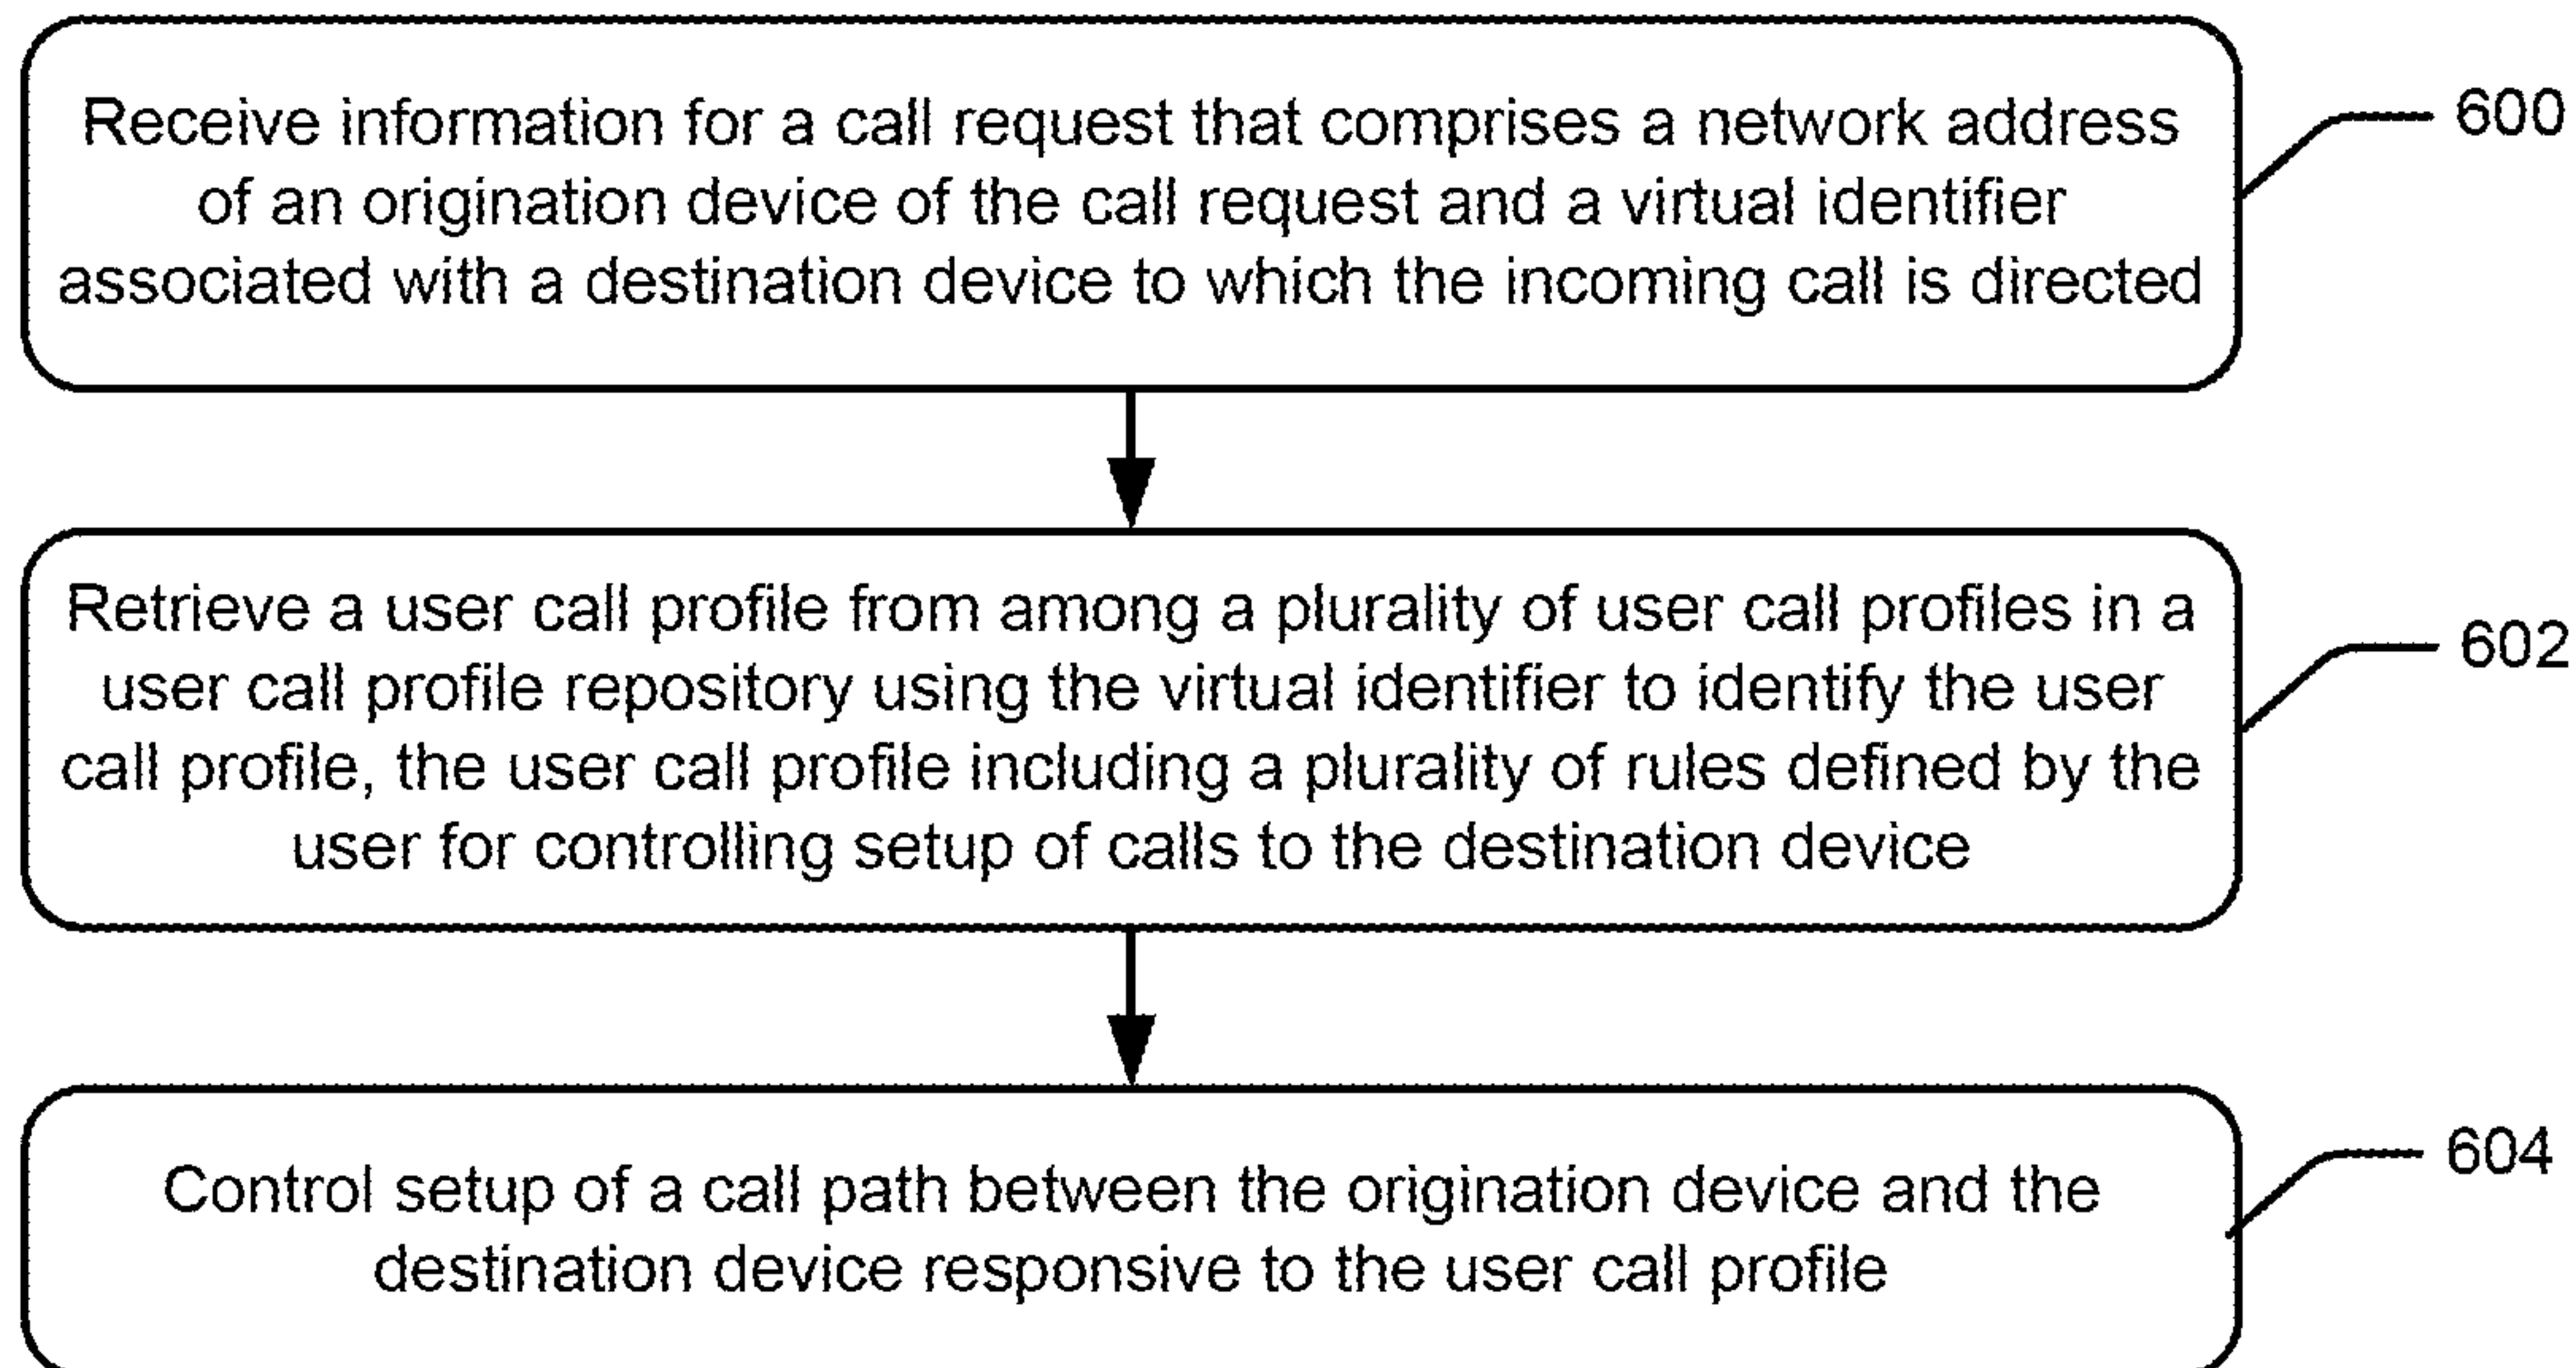 Receive information for a call request that comprises a network address
of an origination device of the call request and a virtual identifier
associated with a destination device to which the incoming call is directed
600
Retrieve a user call profile from among a plurality of user call profiles in a
user call profile repository using the virtual identifier to identify the user
call profile, the user call profile including a plurality of rules defined by the
user for controlling setup of calls to the destination device
602
Control setup of a call path between the origination device and the
destination device responsive to the user call profile
604